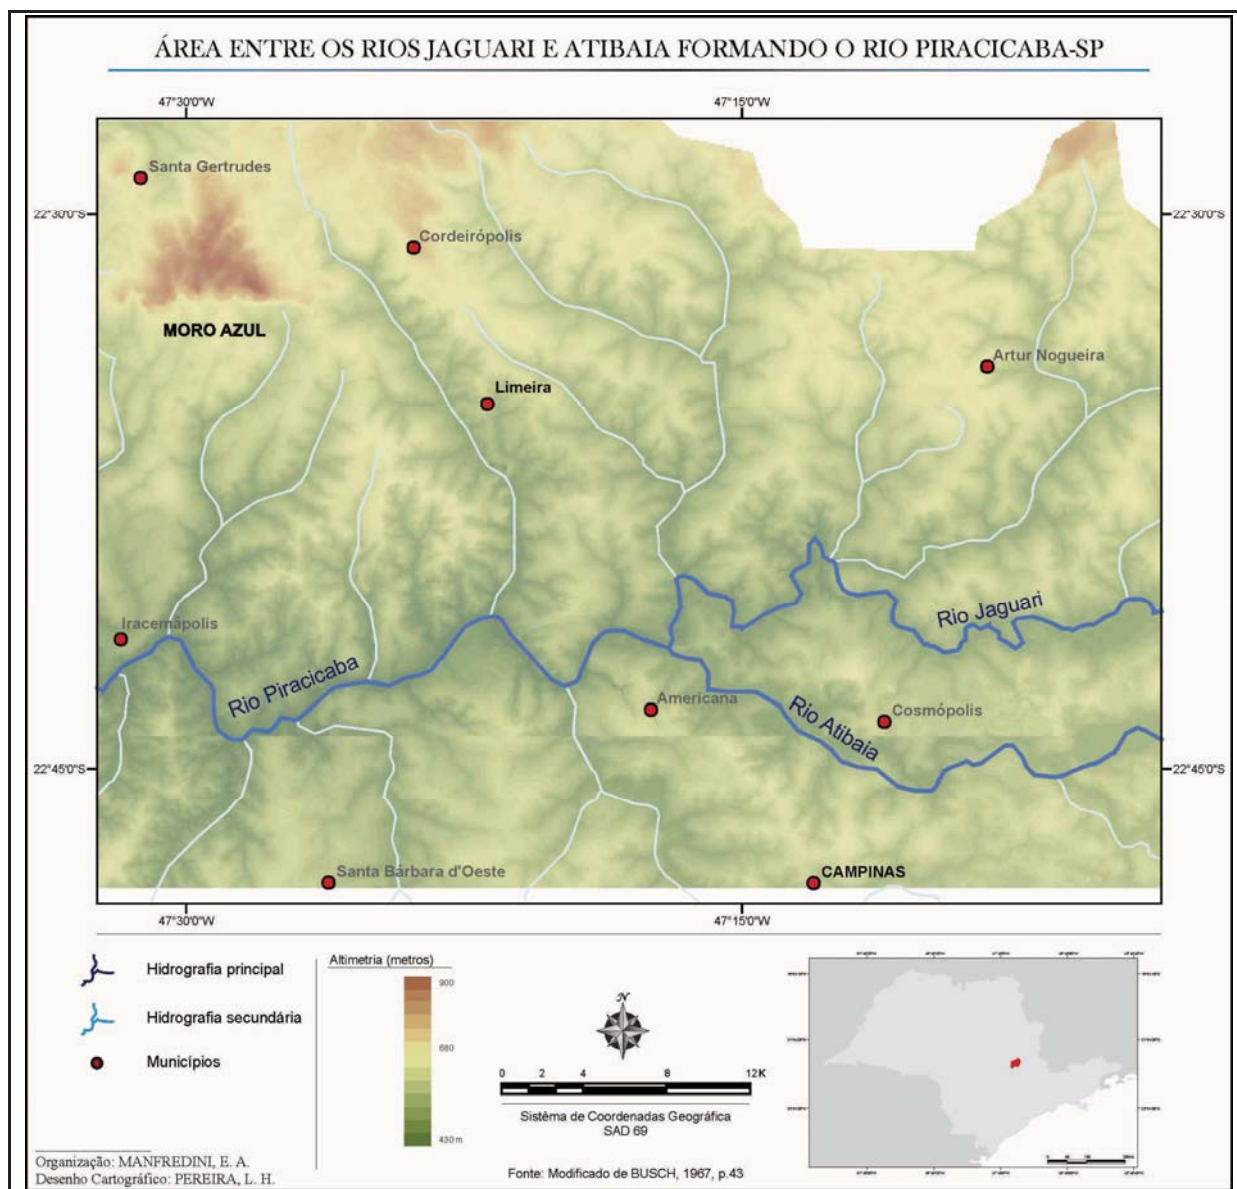 ÁREA ENTRE OS RIOS JAGUARI E ATIBAIA FORMANDO O RIO PIRACICABA-SP
47°30'0"W
47°15'0"W
Santa Gertrudes
22°30'0"S
22°30'0"S
Cordeirópolis
MORO AZUL
Artur Nogueira
Limeira
Rio Jaguari
Iracemápolis
Rio Piracicaba
Americana
Rio Atibaia
Cosmópolis
22°45'0"S
22°45'0"S
Santa Bárbara d'Oeste
CAMPINAS
47°30'0"W
47°15'0"W
Hidrografia principal
Hidrografia secundária
Municípios
Altimetria (metros)
900
680
430 m
N
0 2 4 8 12K
Sistêma de Coordenadas Geográfica
SAD 69
Organização: MANFREDINI, E. A.
Desenho Cartográfico: PEREIRA, L. H.
Fonte: Modificado de BUSCH, 1967, p.43